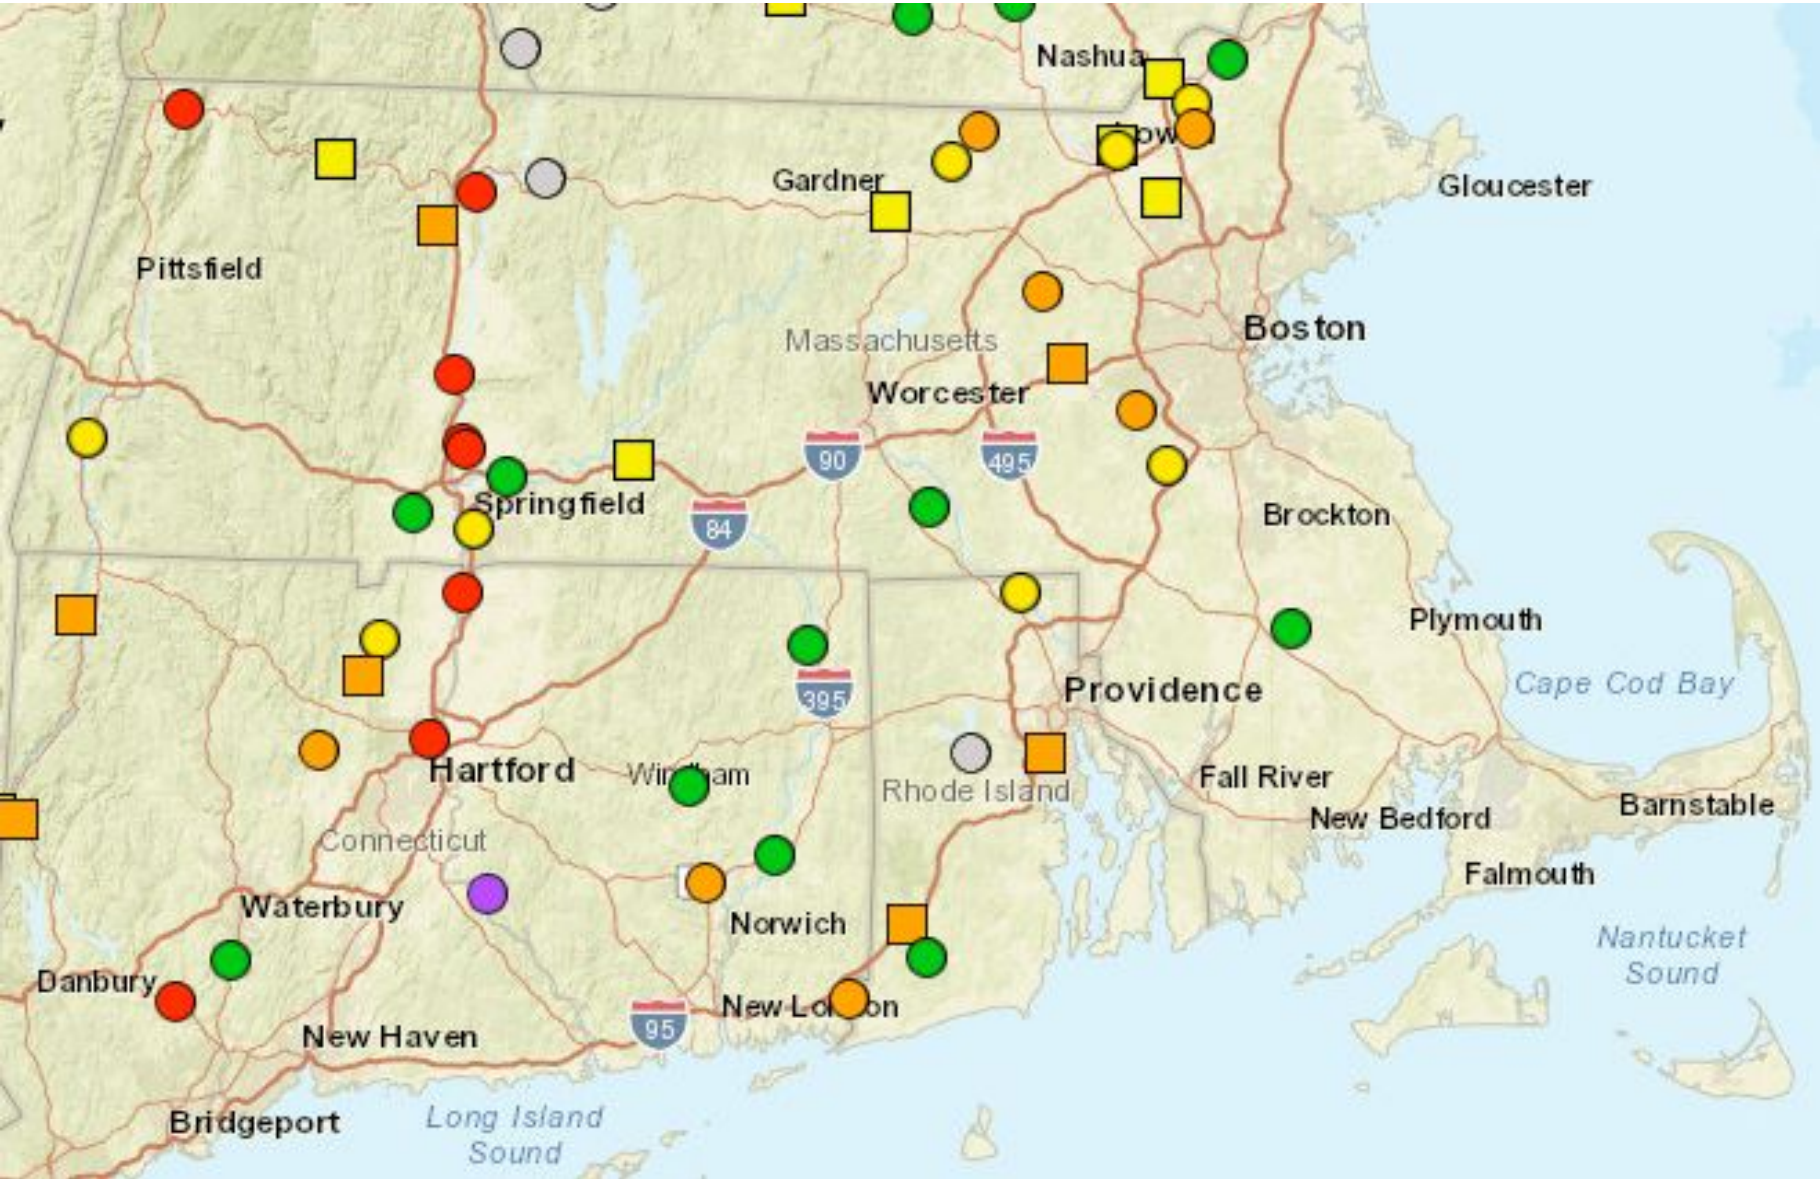 Nashua
Gardner
Gloucester
Pittsfield
Massachusetts
Boston
Worcester
90
495
Springfield
84
Brockton
Plymouth
395
Providence
Cape Cod Bay
Hartford
Rhode Island
Fall River
New Bedford
Barnstable
Connecticut
Falmouth
Waterbury
Norwich
Nantucket
Sound
Danbury
95
New Haven
Bridgeport
Long Island
Sound